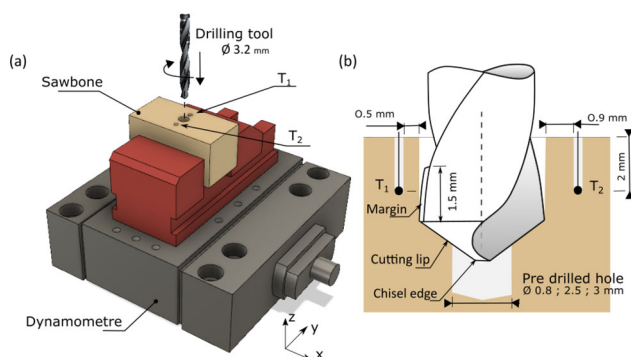 (a)
Drilling tool
Ø 3.2 mm
Sawbone
T1
T2
Dynamometre
z
y
x
(b)
0.5 mm
0.9 mm
2 mm
T1
T2
1.5 mm
Margin
Cutting lip
Chisel edge
Pre drilled hole
Ø 0.8 ; 2.5 ; 3 mm